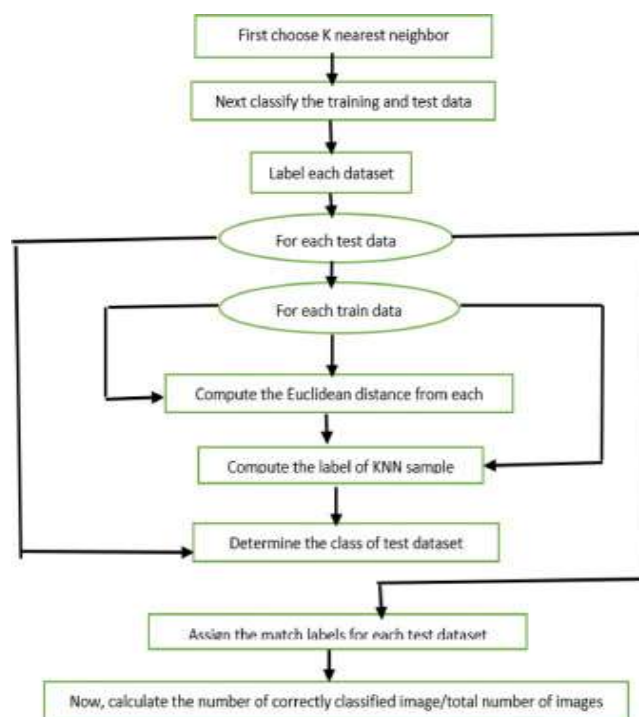 First choose K nearest neighbor
Next classify the training and test data
Label each dataset
For each test data
For each train data
Compute the Euclidean distance from each
Compute the label of KNN sample
Determine the class of test dataset
Assign the match labels for each test dataset
Now, calculate the number of correctly classified image/total number of images